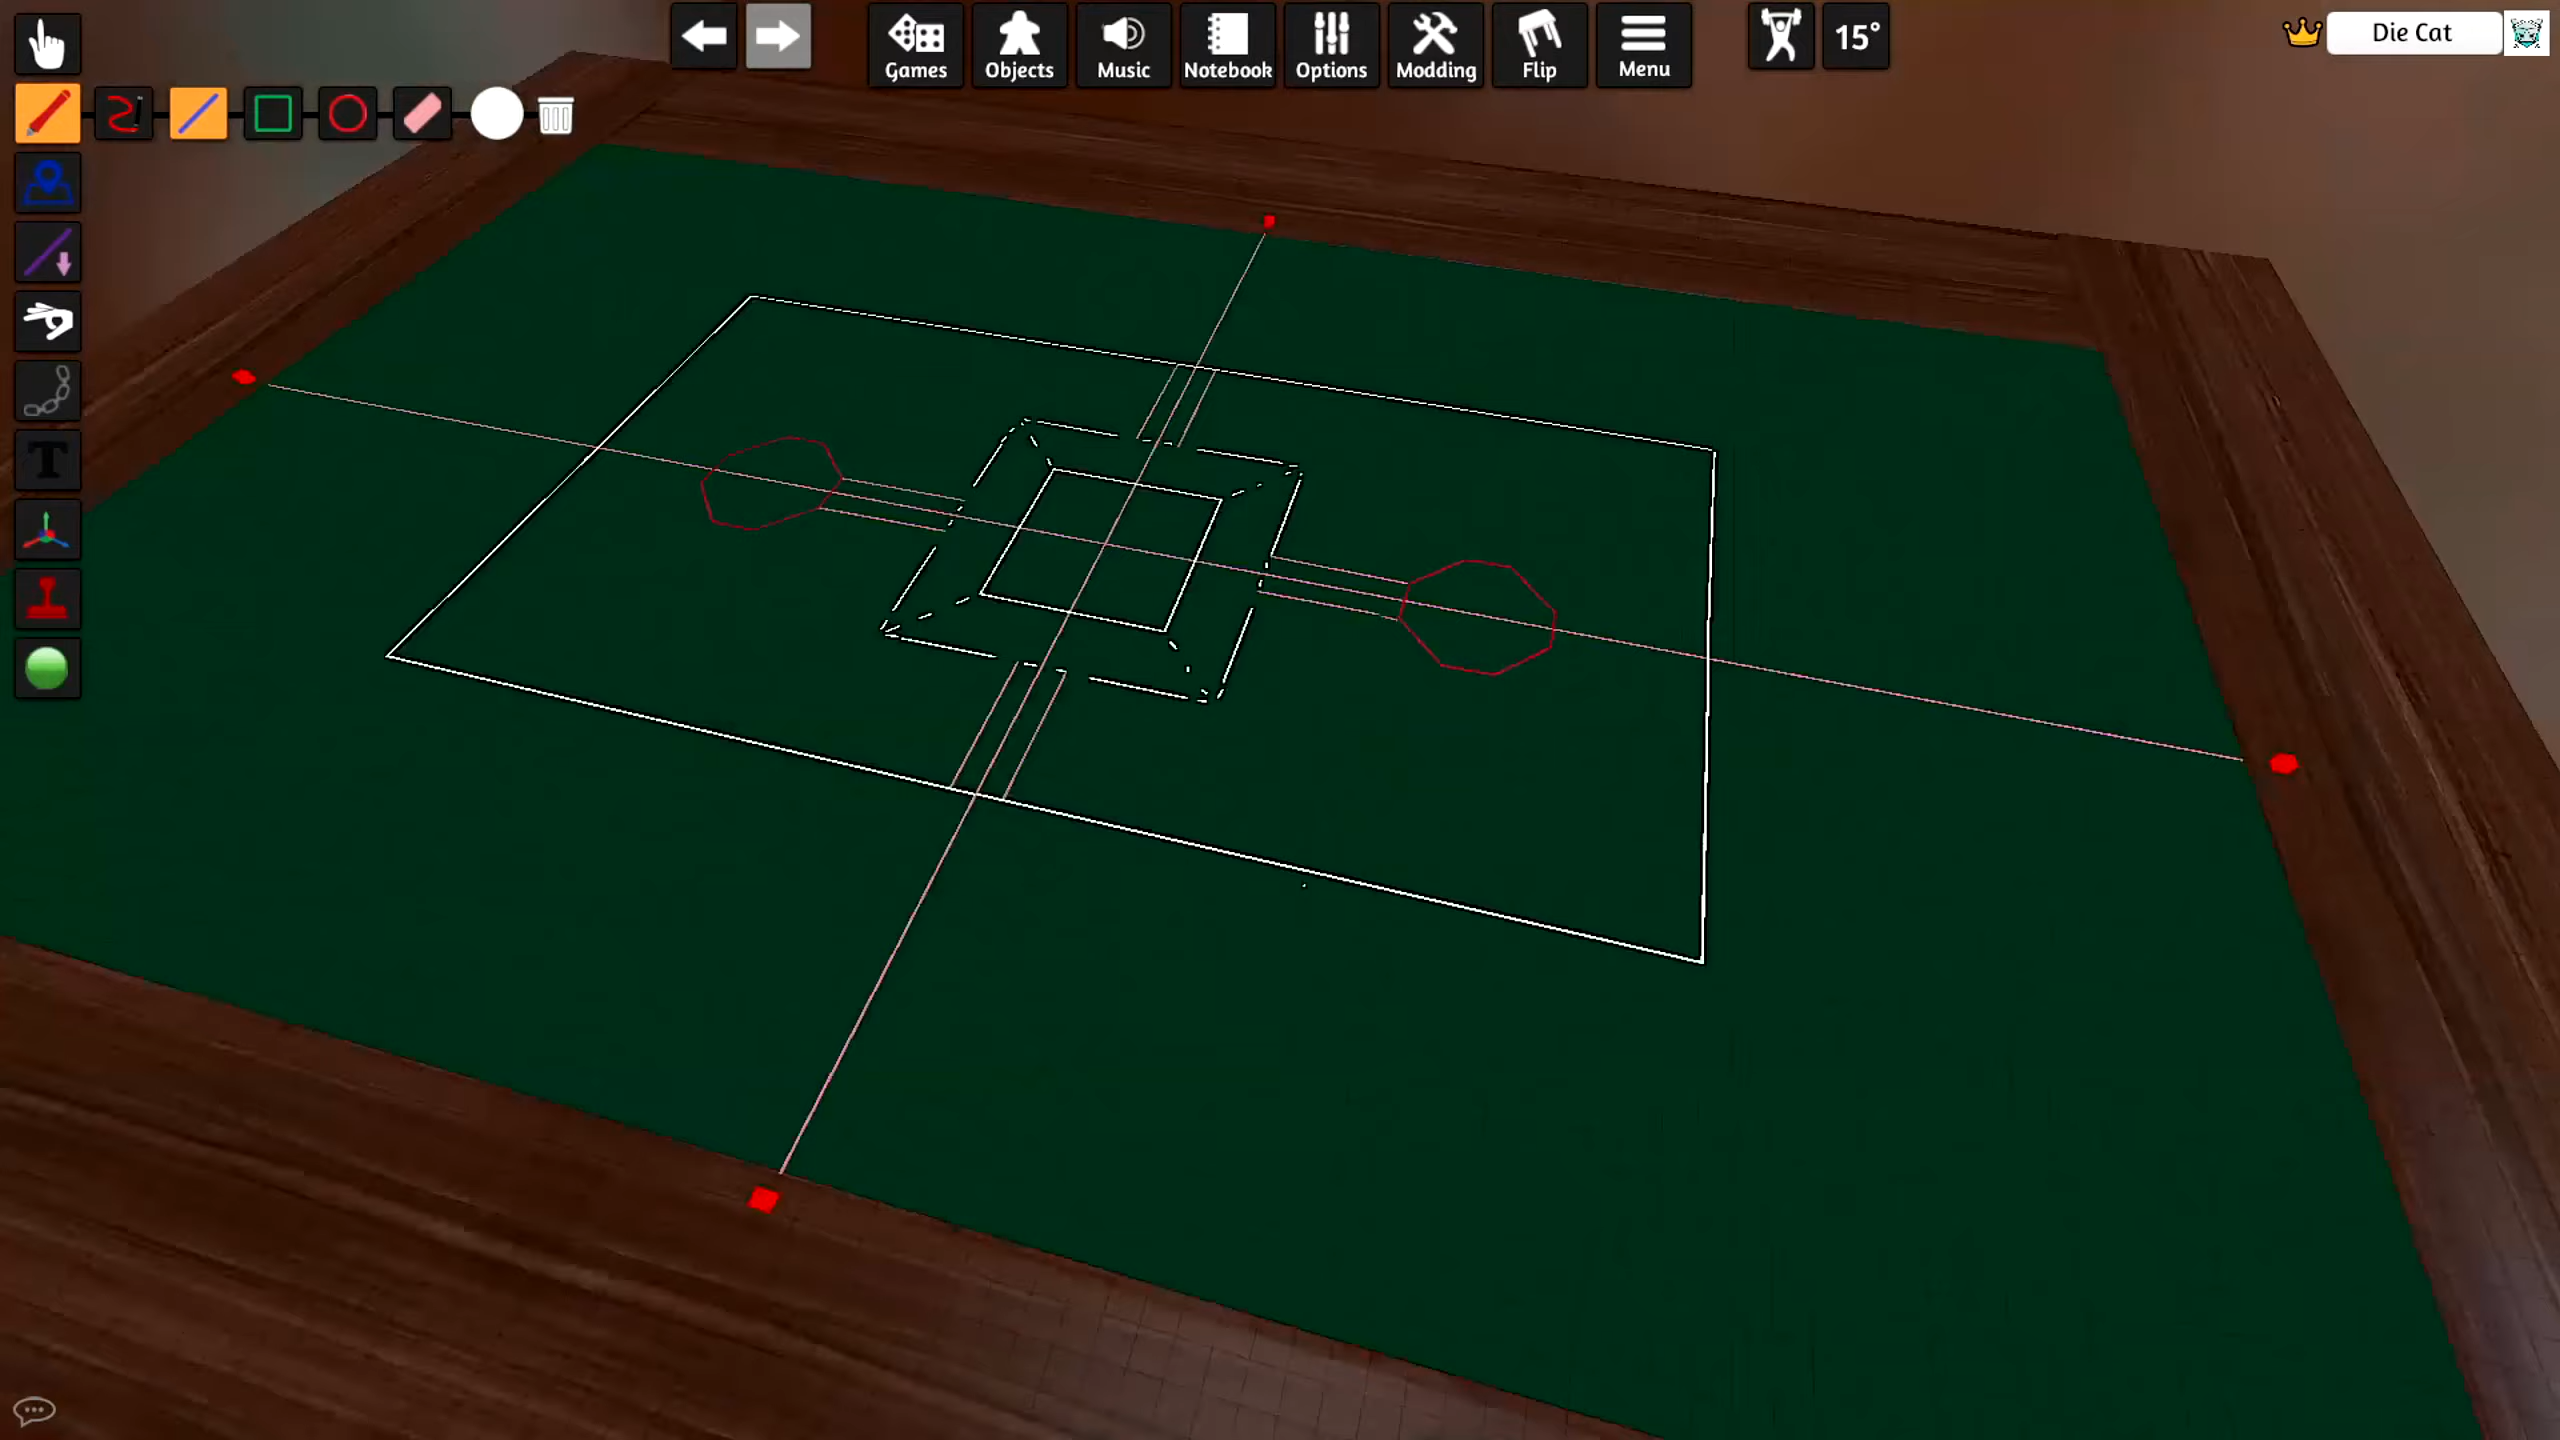 Games
Objects
Music
Notebook
Options
Modding
Flip
Menu
15°
Die Cat
T